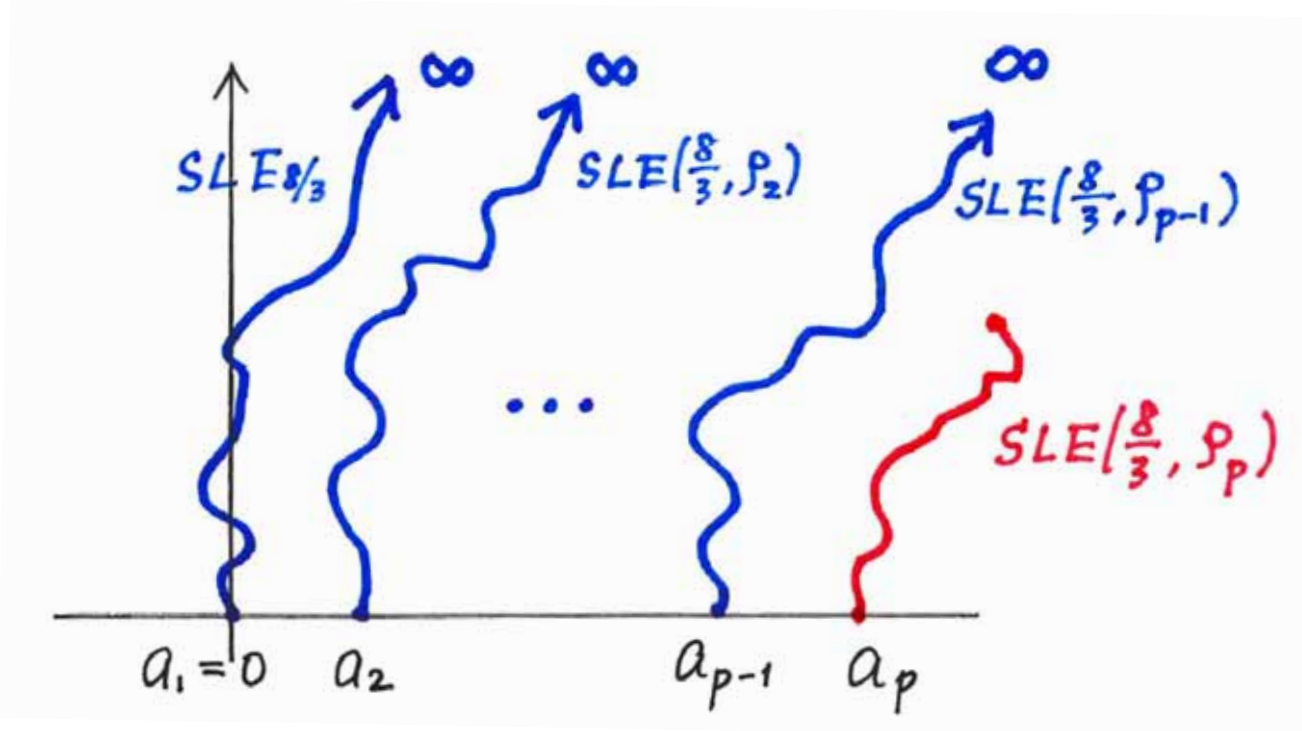 ∞ ∞ ∞
SLE8/3 SLE(8/3, ρ2) SLE(8/3, ρp-1)
...
SLE(8/3, ρp)
a1 = 0 a2 ap-1 ap